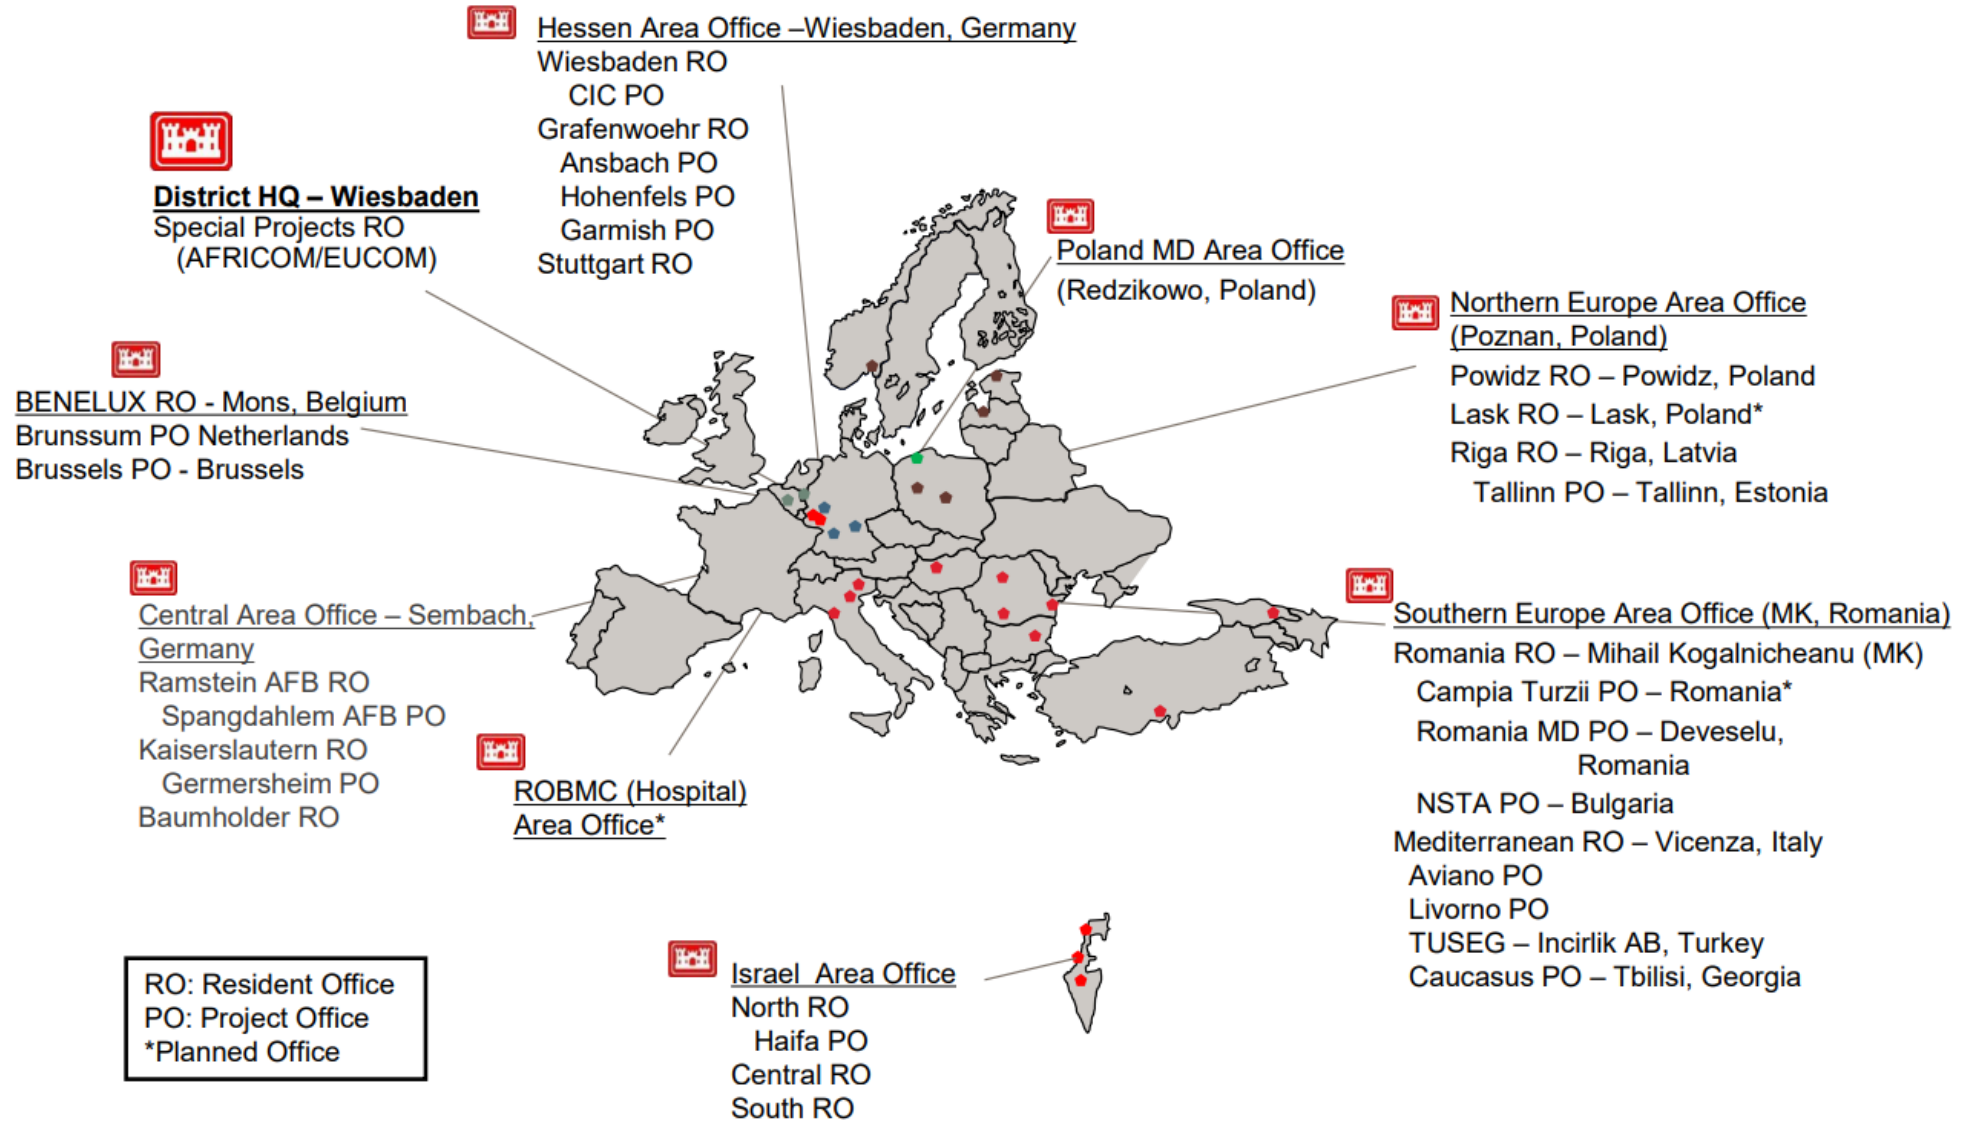 Hessen Area Office –Wiesbaden, Germany
Wiesbaden RO
CIC PO
Grafenwoehr RO
Ansbach PO
Hohenfels PO
Garmish PO
Stuttgart RO
District HQ – Wiesbaden
Special Projects RO
(AFRICOM/EUCOM)
Poland MD Area Office
(Redzikowo, Poland)
Northern Europe Area Office
(Poznan, Poland)
Powidz RO – Powidz, Poland
Lask RO – Lask, Poland*
Riga RO – Riga, Latvia
Tallinn PO – Tallinn, Estonia
BENELUX RO - Mons, Belgium
Brunssum PO Netherlands
Brussels PO - Brussels
Central Area Office – Sembach,
Germany
Ramstein AFB RO
Spangdahlem AFB PO
Kaiserslautern RO
Germersheim PO
Baumholder RO
ROBMC (Hospital)
Area Office*
Southern Europe Area Office (MK, Romania)
Romania RO – Mihail Kogalnicheanu (MK)
Campia Turzii PO – Romania*
Romania MD PO – Deveselu,
Romania
NSTA PO – Bulgaria
Mediterranean RO – Vicenza, Italy
Aviano PO
Livorno PO
TUSEG – Incirlik AB, Turkey
Caucasus PO – Tbilisi, Georgia
Israel Area Office
North RO
Haifa PO
Central RO
South RO
RO: Resident Office
PO: Project Office
*Planned Office